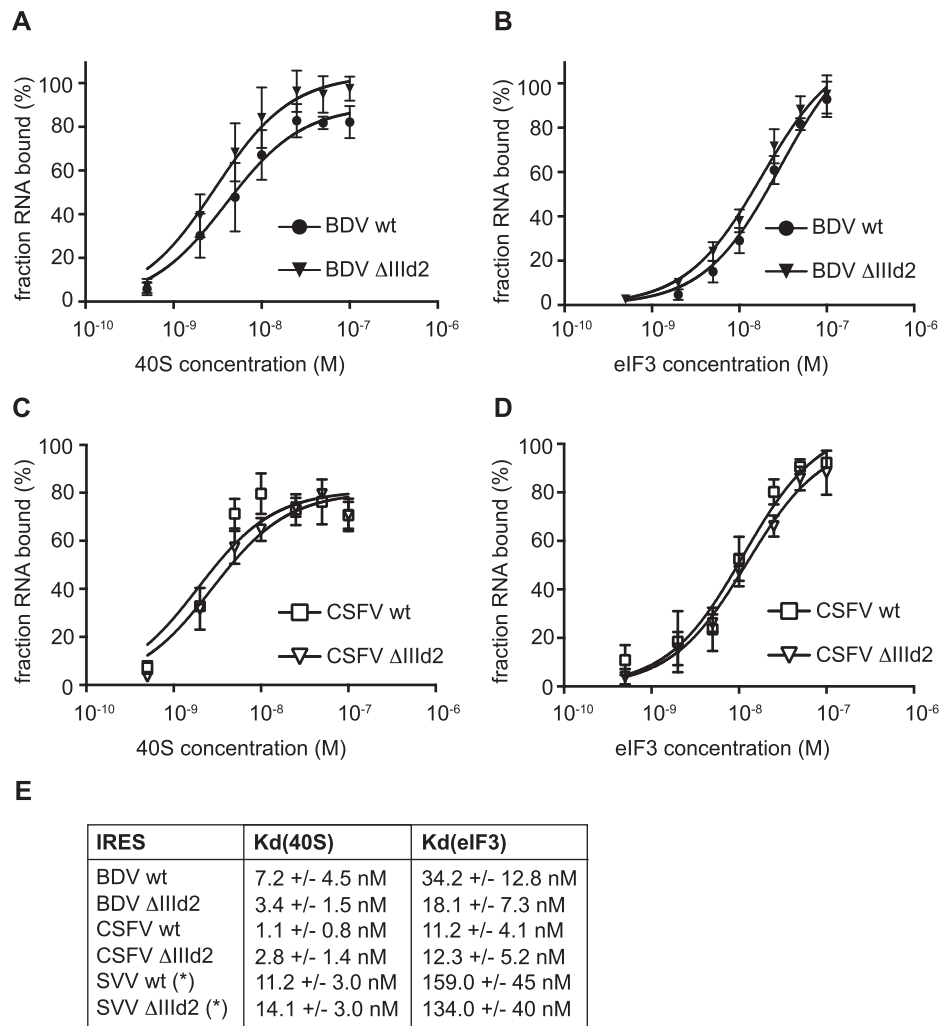 A
fraction RNA bound (%)
100
80
60
40
20
0
BDV wt
BDV ΔIIId2
10-10
10-9
10-8
10-7
10-6
40S concentration (M)
B
fraction RNA bound (%)
100
80
60
40
20
0
BDV wt
BDV ΔIIId2
10-10
10-9
10-8
10-7
10-6
eIF3 concentration (M)
C
fraction RNA bound (%)
100
80
60
40
20
0
CSFV wt
CSFV ΔIIId2
10-10
10-9
10-8
10-7
10-6
40S concentration (M)
D
fraction RNA bound (%)
100
80
60
40
20
0
CSFV wt
CSFV ΔIIId2
10-10
10-9
10-8
10-7
10-6
eIF3 concentration (M)
E
IRES Kd(40S) Kd(eIF3)
BDV wt 7.2 +/- 4.5 nM 34.2 +/- 12.8 nM
BDV ΔIIId2 3.4 +/- 1.5 nM 18.1 +/- 7.3 nM
CSFV wt 1.1 +/- 0.8 nM 11.2 +/- 4.1 nM
CSFV ΔIIId2 2.8 +/- 1.4 nM 12.3 +/- 5.2 nM
SVV wt (*) 11.2 +/- 3.0 nM 159.0 +/- 45 nM
SVV ΔIIId2 (*) 14.1 +/- 3.0 nM 134.0 +/- 40 nM